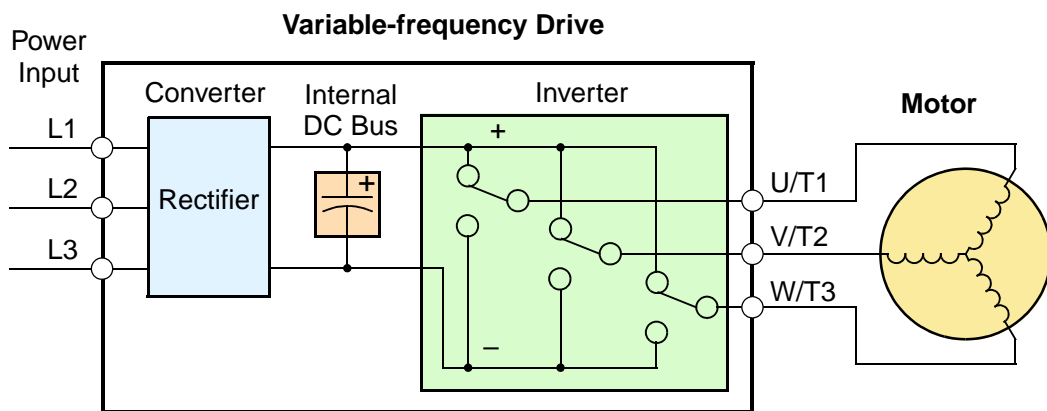 Variable-frequency Drive
Power
Input
Converter
Internal
DC Bus
Inverter
Motor
L1
L2
L3
Rectifier
+
+
–
U/T1
V/T2
W/T3